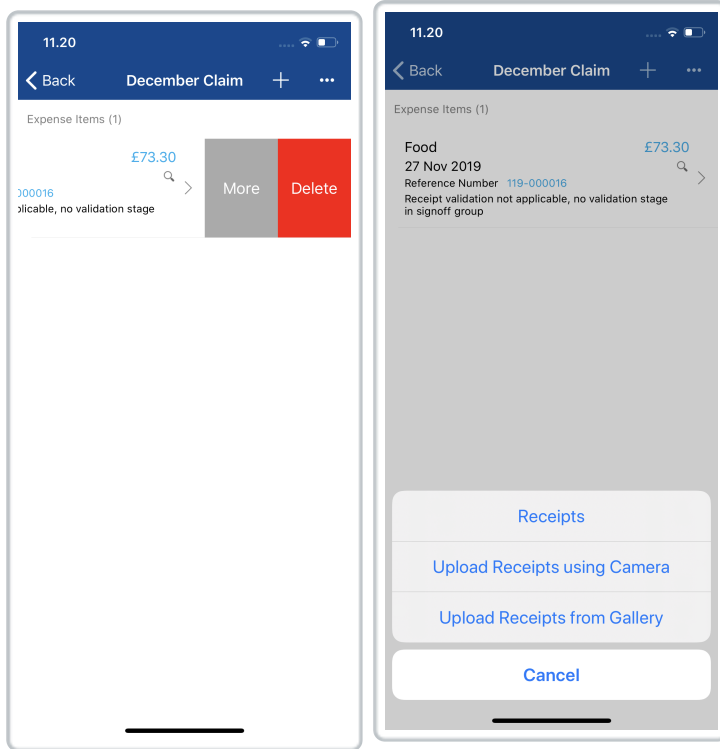 11.20
Back December Claim
Expense Items (1)
£73.30
More Delete
000016
plicable, no validation stage
11.20
Back December Claim
Expense Items (1)
Food £73.30
27 Nov 2019
Reference Number 119-000016
Receipt validation not applicable, no validation stage
in signoff group
Receipts
Upload Receipts using Camera
Upload Receipts from Gallery
Cancel